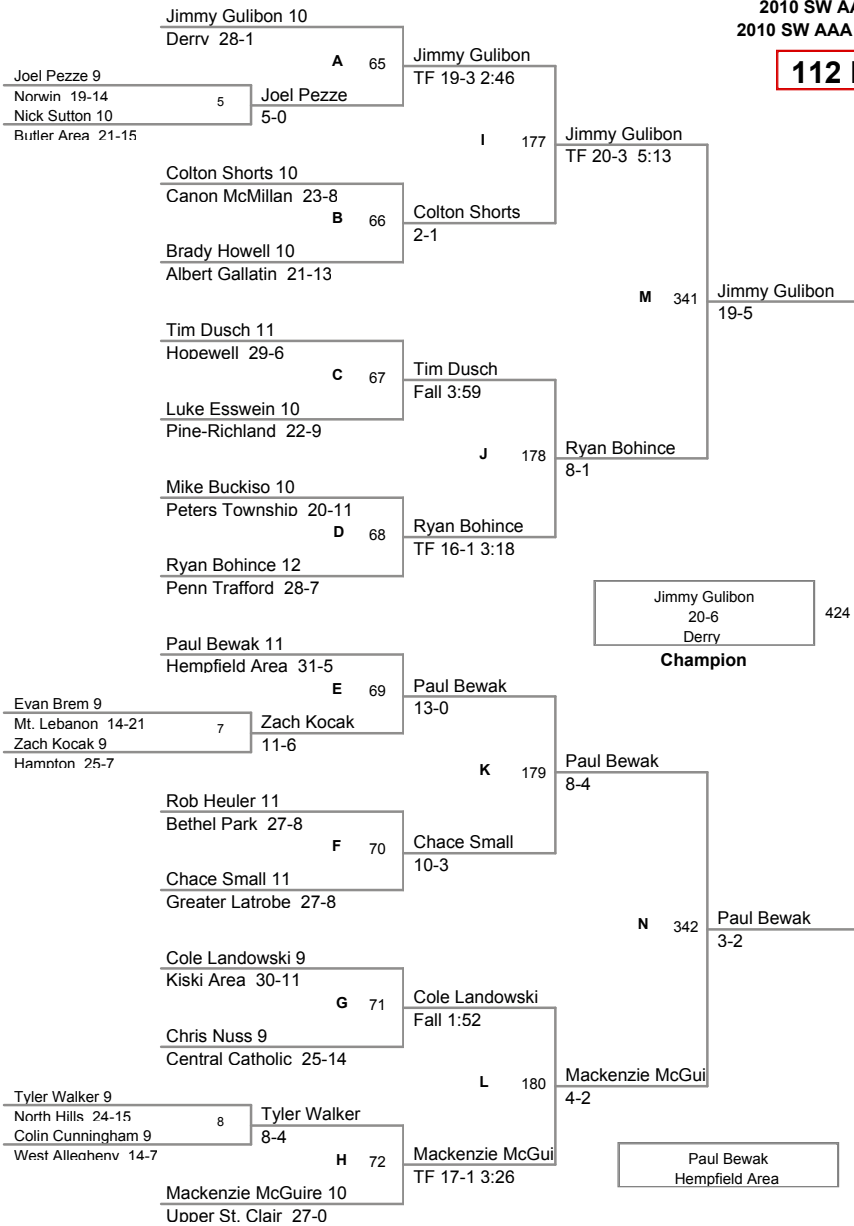 2010 SW AA
2010 SW AAA
112
Jimmy Gulibon 10
Derry 28-1
A 65
Jimmy Gulibon
TF 19-3 2:46
Joel Pezze 9
Norwin 19-14
5
Joel Pezze
5-0
Nick Sutton 10
Butler Area 21-15
I 177
Jimmy Gulibon
TF 20-3 5:13
Colton Shorts 10
Canon McMillan 23-8
B 66
Colton Shorts
2-1
Brady Howell 10
Albert Gallatin 21-13
M 341
Jimmy Gulibon
19-5
Tim Dusch 11
Hopewell 29-6
C 67
Tim Dusch
Fall 3:59
Luke Esswein 10
Pine-Richland 22-9
J 178
Ryan Bohince
8-1
Mike Buckiso 10
Peters Township 20-11
D 68
Ryan Bohince
TF 16-1 3:18
Ryan Bohince 12
Penn Trafford 28-7
Jimmy Gulibon
20-6
Derry
424
Champion
Paul Bewak 11
Hempfield Area 31-5
E 69
Paul Bewak
13-0
Evan Brem 9
Mt. Lebanon 14-21
7
Zach Kocak
11-6
Zach Kocak 9
Hampton 25-7
K 179
Paul Bewak
8-4
Rob Heuler 11
Bethel Park 27-8
F 70
Chace Small
10-3
Chace Small 11
Greater Latrobe 27-8
N 342
Paul Bewak
3-2
Cole Landowski 9
Kiski Area 30-11
G 71
Cole Landowski
Fall 1:52
Chris Nuss 9
Central Catholic 25-14
L 180
Mackenzie McGui
4-2
Tyler Walker 9
North Hills 24-15
8
Tyler Walker
8-4
Colin Cunningham 9
West Allegheny 14-7
H 72
Mackenzie McGui
TF 17-1 3:26
Mackenzie McGuire 10
Upper St. Clair 27-0
Paul Bewak
Hempfield Area